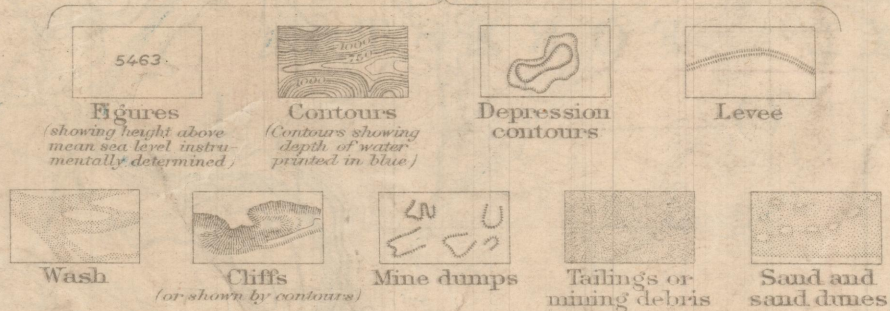 5463
1000
1000
Figures
(showing height above
mean sea level instru-
mentally determined)
Contours
(Contours showing
depth of water
printed in blue)
Depression
contours
Levee
Wash
Cliffs
(or shown by contours)
Mine dumps
Tailings or
mining debris
Sand and
sand dunes